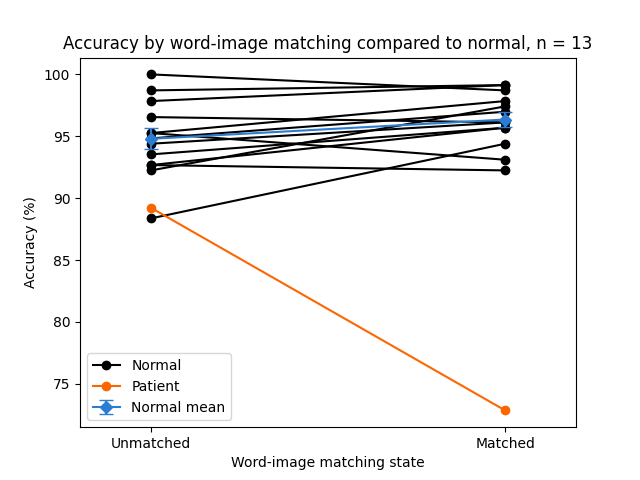 Accuracy by word-image matching compared to normal, n = 13
100
95
90
85
80
75
Accuracy (%)
Normal
Patient
Normal mean
Unmatched
Matched
Word-image matching state